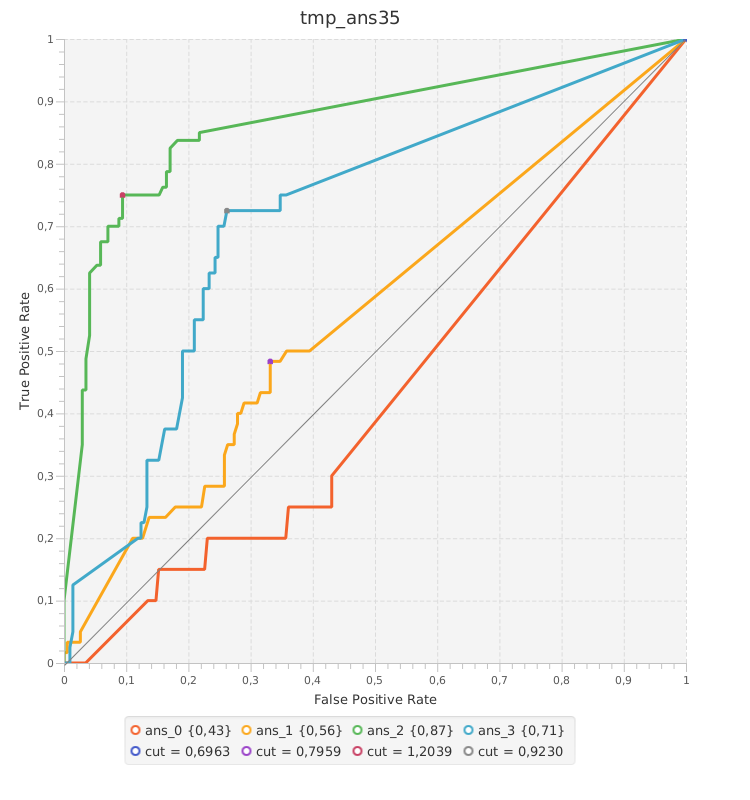 tmp_ans35
1
0,9
0,8
0,7
0,6
0,5
0,4
0,3
0,2
0,1
0
True Positive Rate
0 0,1 0,2 0,3 0,4 0,5 0,6 0,7 0,8 0,9 1
False Positive Rate
ans_0 {0,43} ans_1 {0,56} ans_2 {0,87} ans_3 {0,71}
cut = 0,6963 cut = 0,7959 cut = 1,2039 cut = 0,9230